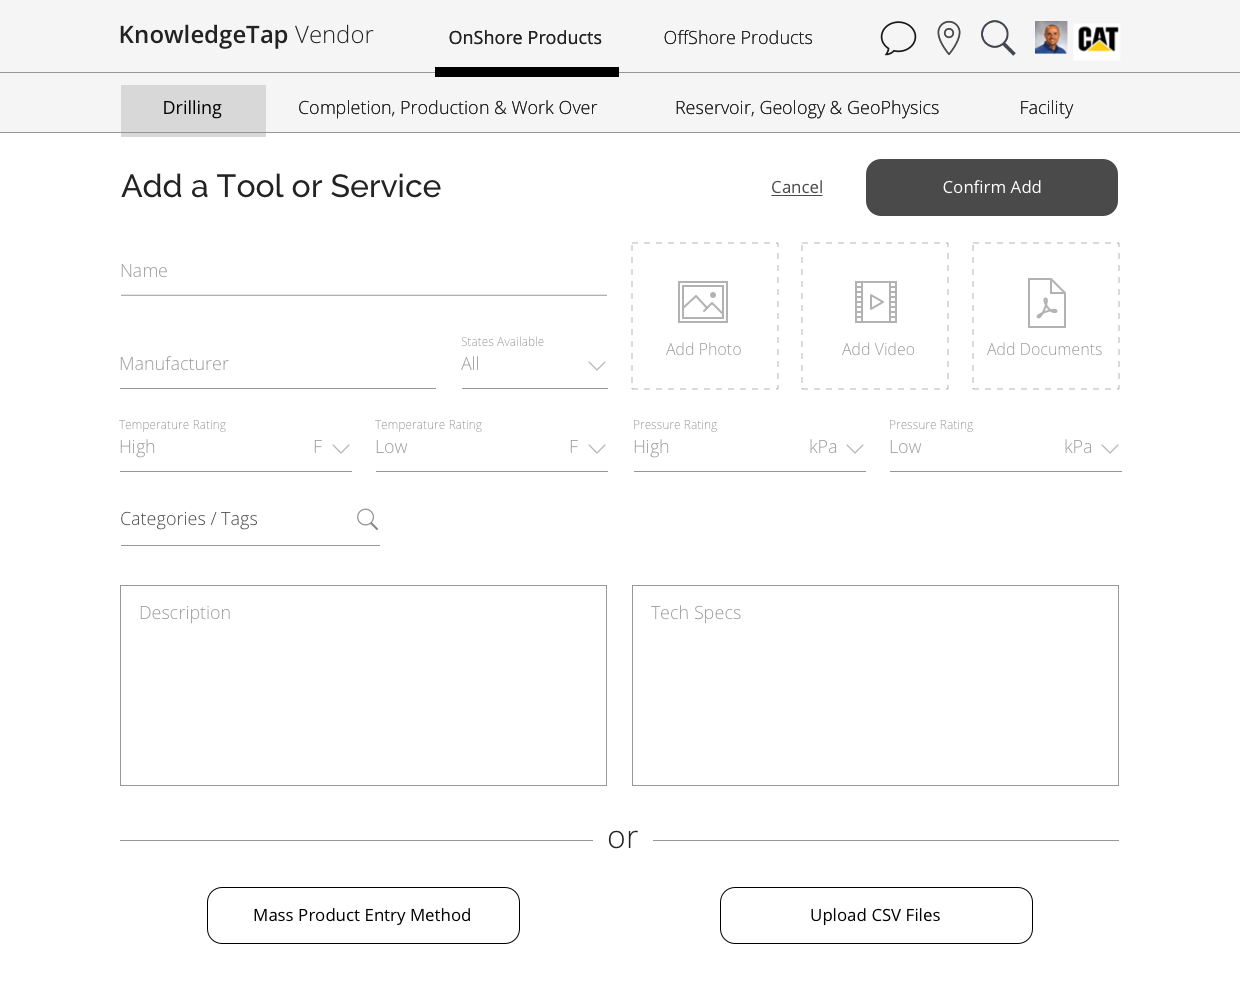 KnowledgeTap Vendor
OnShore Products
OffShore Products
CAT
Drilling
Completion, Production & Work Over
Reservoir, Geology & GeoPhysics
Facility
Add a Tool or Service
Cancel
Confirm Add
Name
Add Photo
Add Video
Add Documents
Manufacturer
States Available
All
Temperature Rating
High
F
Temperature Rating
Low
F
Pressure Rating
High
kPa
Pressure Rating
Low
kPa
Categories / Tags
Description
Tech Specs
or
Mass Product Entry Method
Upload CSV Files